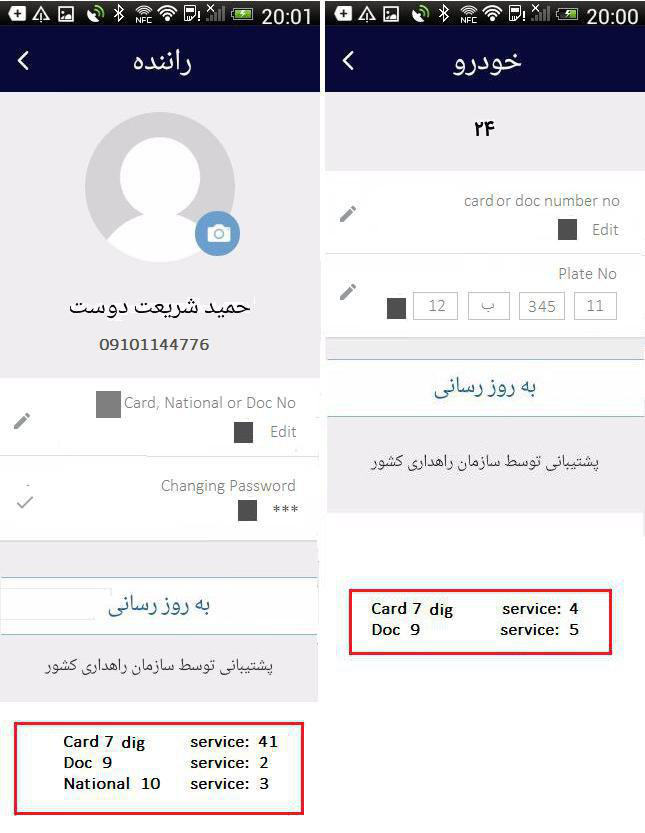 20:01
راننده
حمید شریعت دوست
09101144776
Card, National or Doc No
Edit
Changing Password
***
به روز رسانی
پشتیبانی توسط سازمان راهداری کشور
Card 7 dig service: 41
Doc 9 service: 2
National 10 service: 3
NFC 20:00
خودرو
۲۴
card or doc number no
Edit
Plate No
12 ب 345 11
به روز رسانی
پشتیبانی توسط سازمان راهداری کشور
Card 7 dig service: 4
Doc 9 service: 5